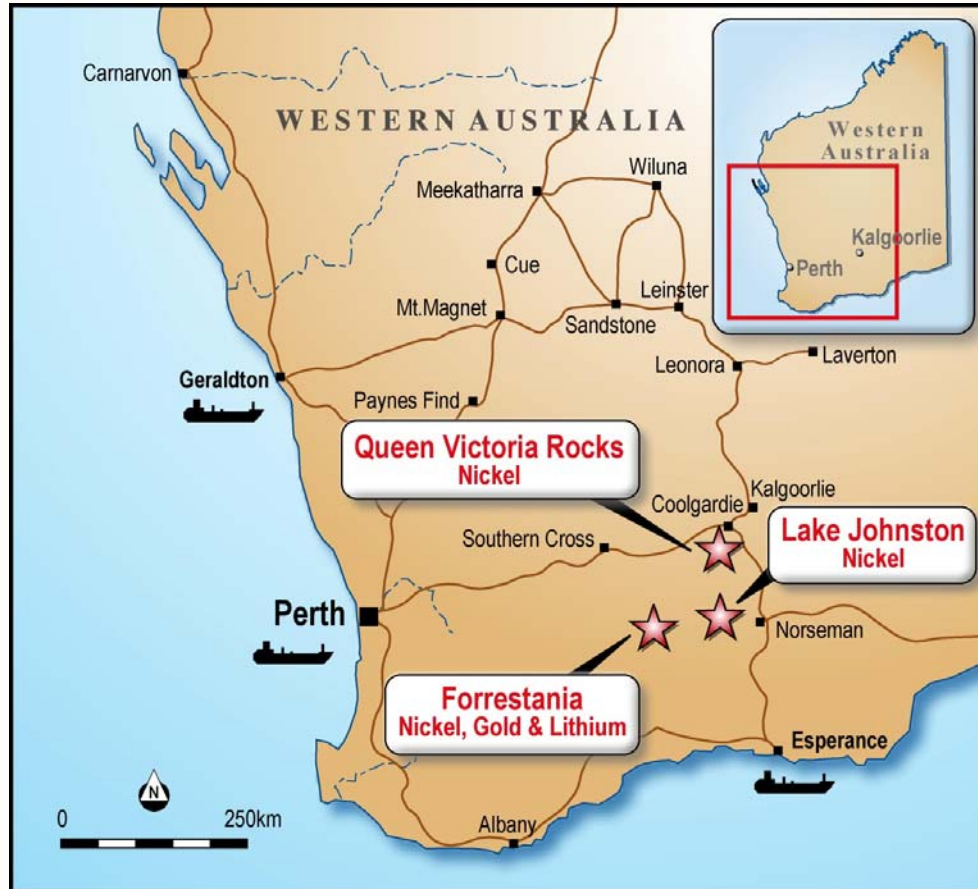 Carnarvon
WESTERN AUSTRALIA
Western
Australia
Kalgoorlie
Perth
Wiluna
Meekatharra
Cue
Leinster
Mt.Magnet
Sandstone
Leonora
Laverton
Geraldton
Paynes Find
Queen Victoria Rocks
Nickel
Coolgardie
Kalgoorlie
Southern Cross
Lake Johnston
Nickel
Perth
Norseman
Forrestania
Nickel, Gold & Lithium
Esperance
N
0 250km
Albany